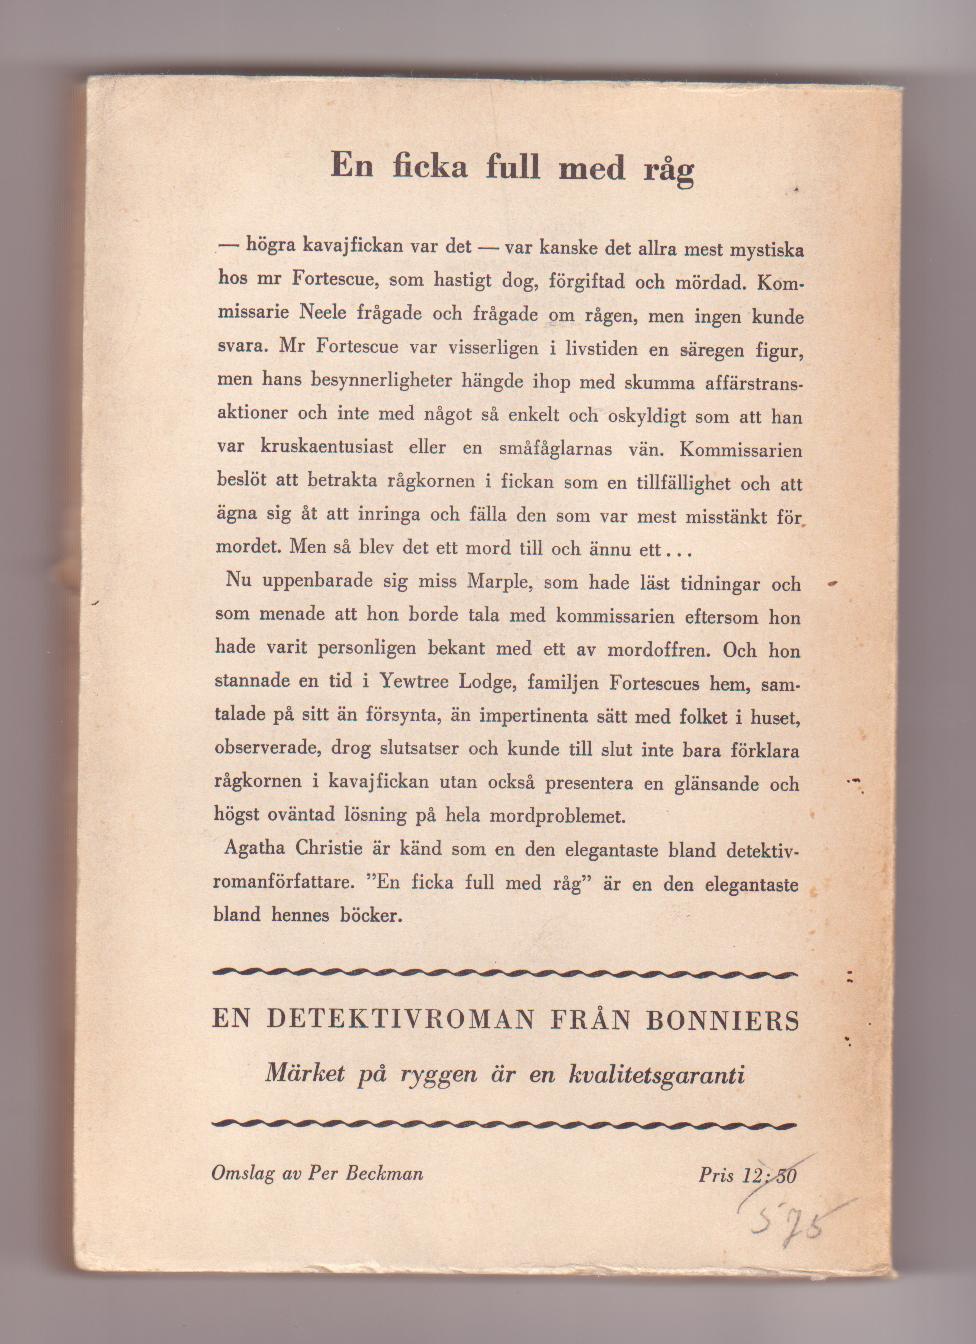 En ficka full med råg
— högra kavajfickan var det — var kanske det allra mest mystiska
hos mr Fortescue, som hastigt dog, förgiftad och mördad. Kom-
missarie Neele frågade och frågade om rågen, men ingen kunde
svara. Mr Fortescue var visserligen i livstiden en säregen figur,
men hans besynnerligheter hängde ihop med skumma affärstrans-
aktioner och inte med något så enkelt och oskyldigt som att han
var kruskaentusiast eller en småfåglarnas vän. Kommissarien
beslöt att betrakta rågkornen i fickan som en tillfällighet och att
ägna sig åt att inringa och fälla den som var mest misstänkt för
mordet. Men så blev det ett mord till och ännu ett...
Nu uppenbarade sig miss Marple, som hade läst tidningar och
som menade att hon borde tala med kommissarien eftersom hon
hade varit personligen bekant med ett av mordoffren. Och hon
stannade en tid i Yewtree Lodge, familjen Fortescues hem, sam-
talade på sitt än försynta, än impertinenta sätt med folket i huset,
observerade, drog slutsatser och kunde till slut inte bara förklara
rågkornen i kavajfickan utan också presentera en glänsande och
högst oväntad lösning på hela mordproblemet.
Agatha Christie är känd som en den elegantaste bland detektiv-
romanförfattare. ”En ficka full med råg” är en den elegantaste
bland hennes böcker.
EN DETEKTIVROMAN FRÅN BONNIERS
Märket på ryggen är en kvalitetsgaranti
Omslag av Per Beckman Pris 12:50
575